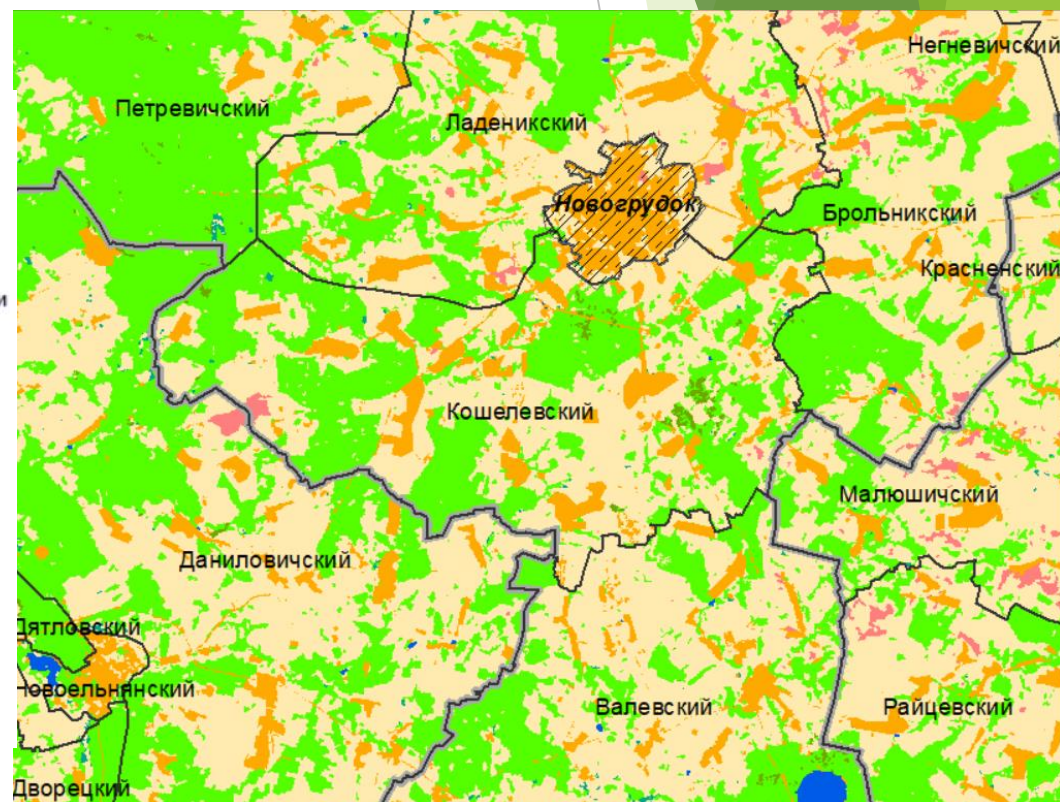 Негневичский
Петревичский
Ладеникский
Новогрудок
Брольникский
Красненский
и
Кошелевский
Малюшичский
Даниловичский
Дятловский
Новоельнянский
Валевский
Райцевский
Дворецкий